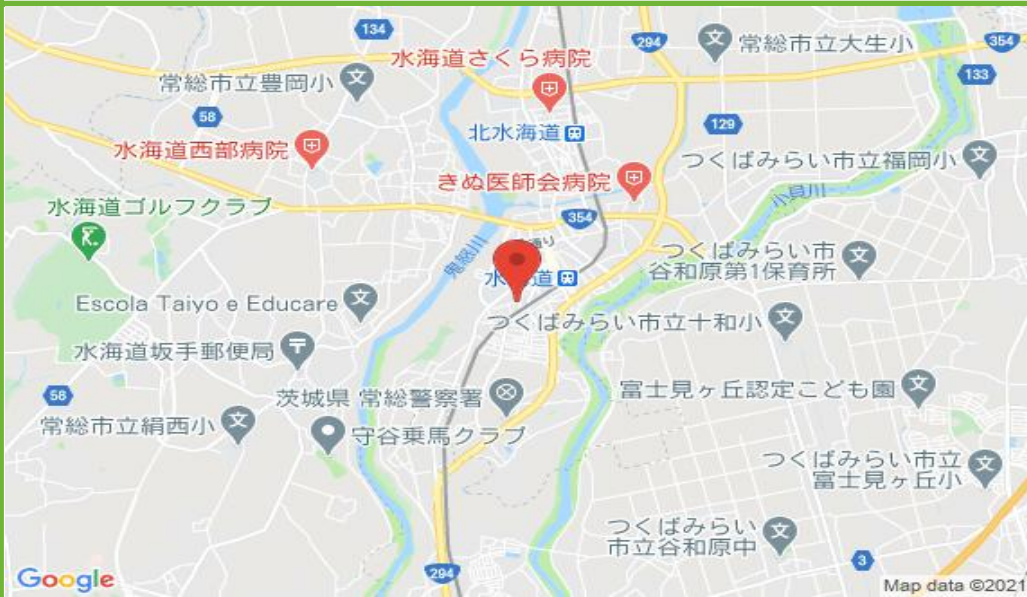 134
水海道さくら病院
294
常総市立大生小
354
常総市立豊岡小
133
58
北水海道
129
水海道西部病院
つくばみらい市立福岡小
きぬ医師会病院
小貝川
水海道ゴルフクラブ
354
鬼怒川
つくばみらい市
谷和原第1保育所
Escola Taiyo e Educare
つくばみらい市立十和小
水海道坂手郵便局
58
茨城県 常総警察署
富士見ヶ丘認定こども園
常総市立絹西小
守谷乗馬クラブ
つくばみらい市立
富士見ヶ丘小
つくばみらい
市立谷和原中
3
294
Google
Map data ©2021